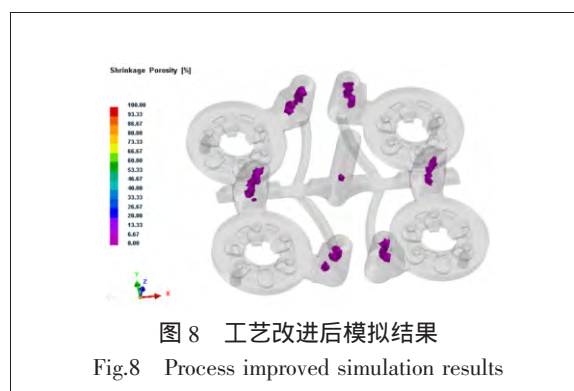 Shrinkage Porosity [%]
100.00
93.33
86.67
80.00
73.33
66.67
60.00
53.33
46.67
40.00
33.33
26.67
20.00
13.33
6.67
0.00
Y
Z
X
图 8 工艺改进后模拟结果
Fig.8 Process improved simulation results